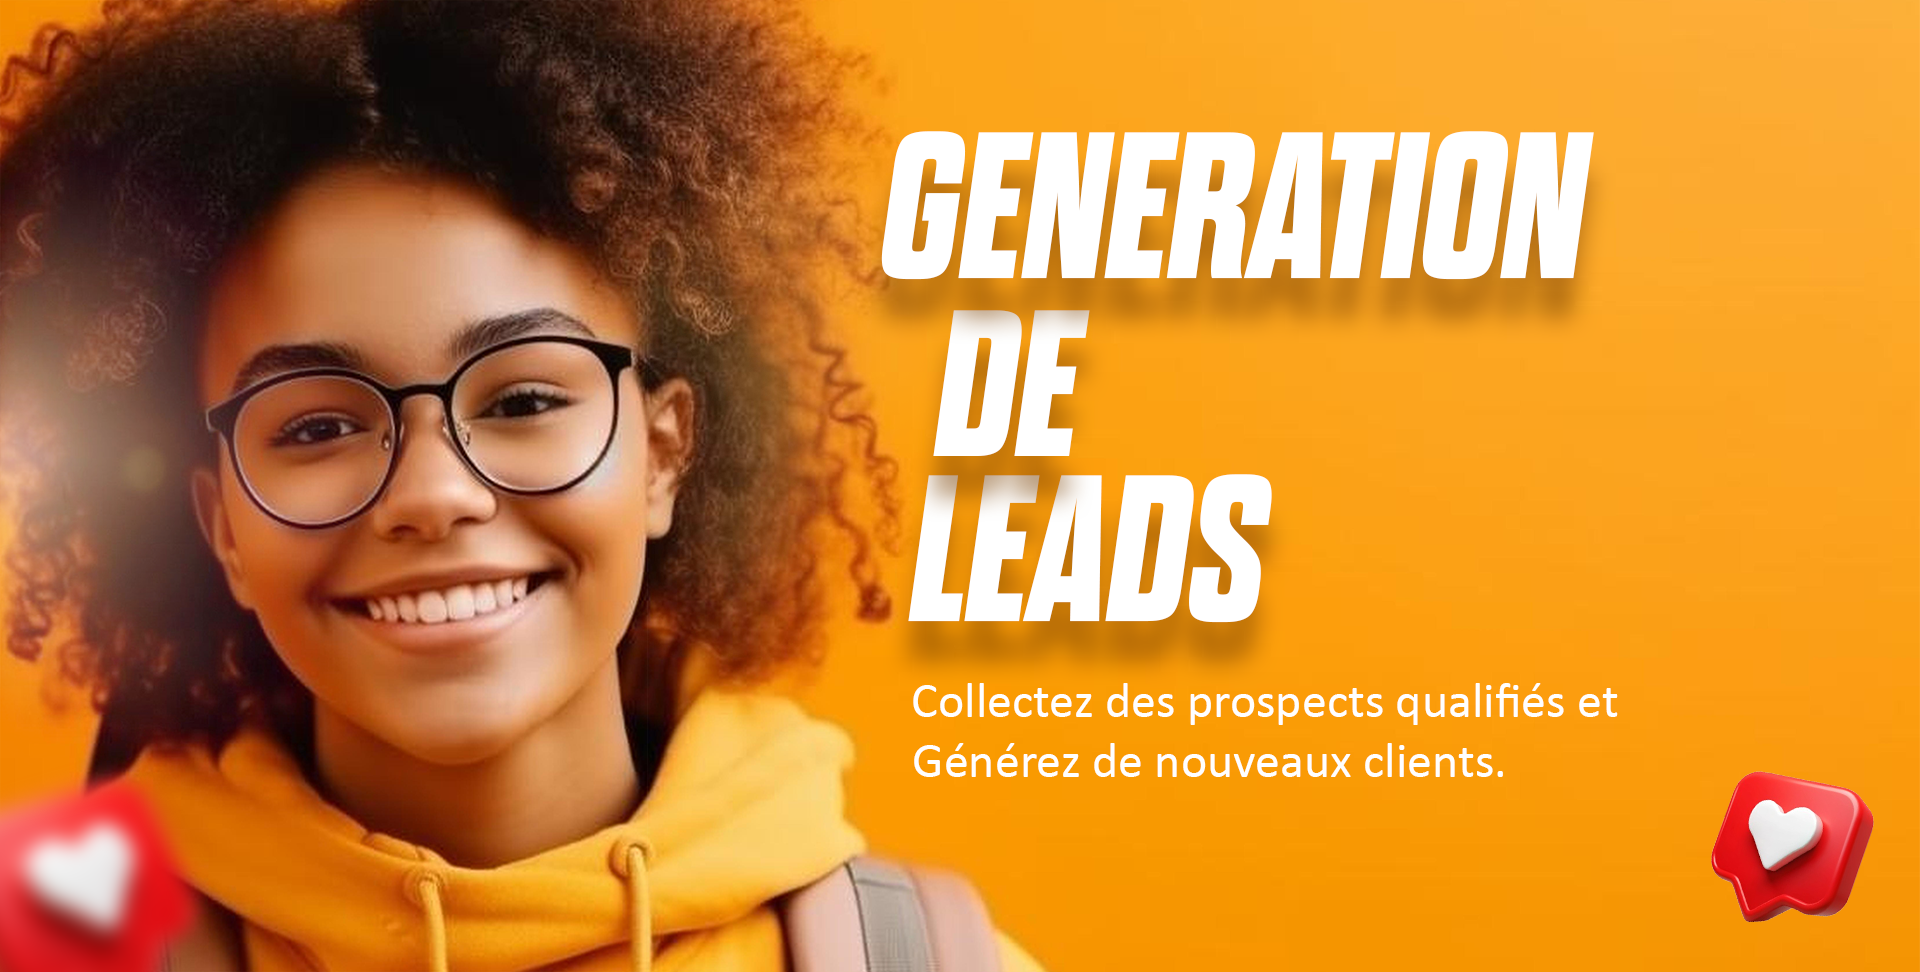 GENERATION
DE
LEADS
Collectez des prospects qualifiés et
Générez de nouveaux clients.